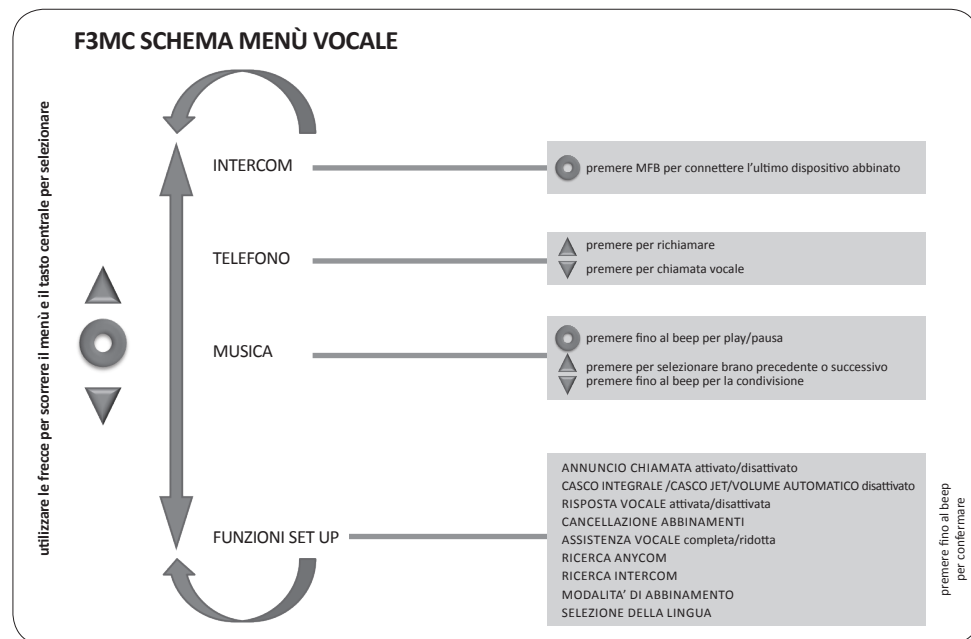 F3MC SCHEMA MENÙ VOCALE
utilizzare le frecce per scorrere il menù e il tasto centrale per selezionare
INTERCOM
premere MFB per connettere l'ultimo dispositivo abbinato
TELEFONO
premere per richiamare
premere per chiamata vocale
MUSICA
premere fino al beep per play/pausa
premere per selezionare brano precedente o successivo
premere fino al beep per la condivisione
FUNZIONI SET UP
ANNUNCIO CHIAMATA attivato/disattivato
CASCO INTEGRALE /CASCO JET/VOLUME AUTOMATICO disattivato
RISPOSTA VOCALE attivata/disattivata
CANCELLAZIONE ABBINAMENTI
ASSISTENZA VOCALE completa/ridotta
RICERCA ANYCOM
RICERCA INTERCOM
MODALITA' DI ABBINAMENTO
SELEZIONE DELLA LINGUA
premere fino al beep
per confermare